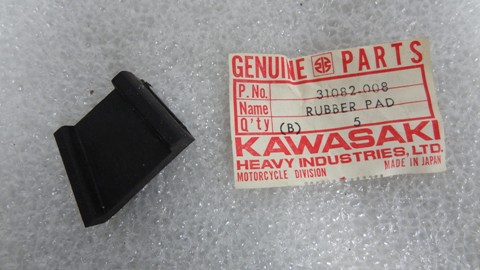 GENUINE PARTS
P.No. 31082-008
Name RUBBER PAD
Q'ty (B) 5
KAWASAKI
HEAVY INDUSTRIES, LTD.
MOTORCYCLE DIVISION MADE IN JAPAN